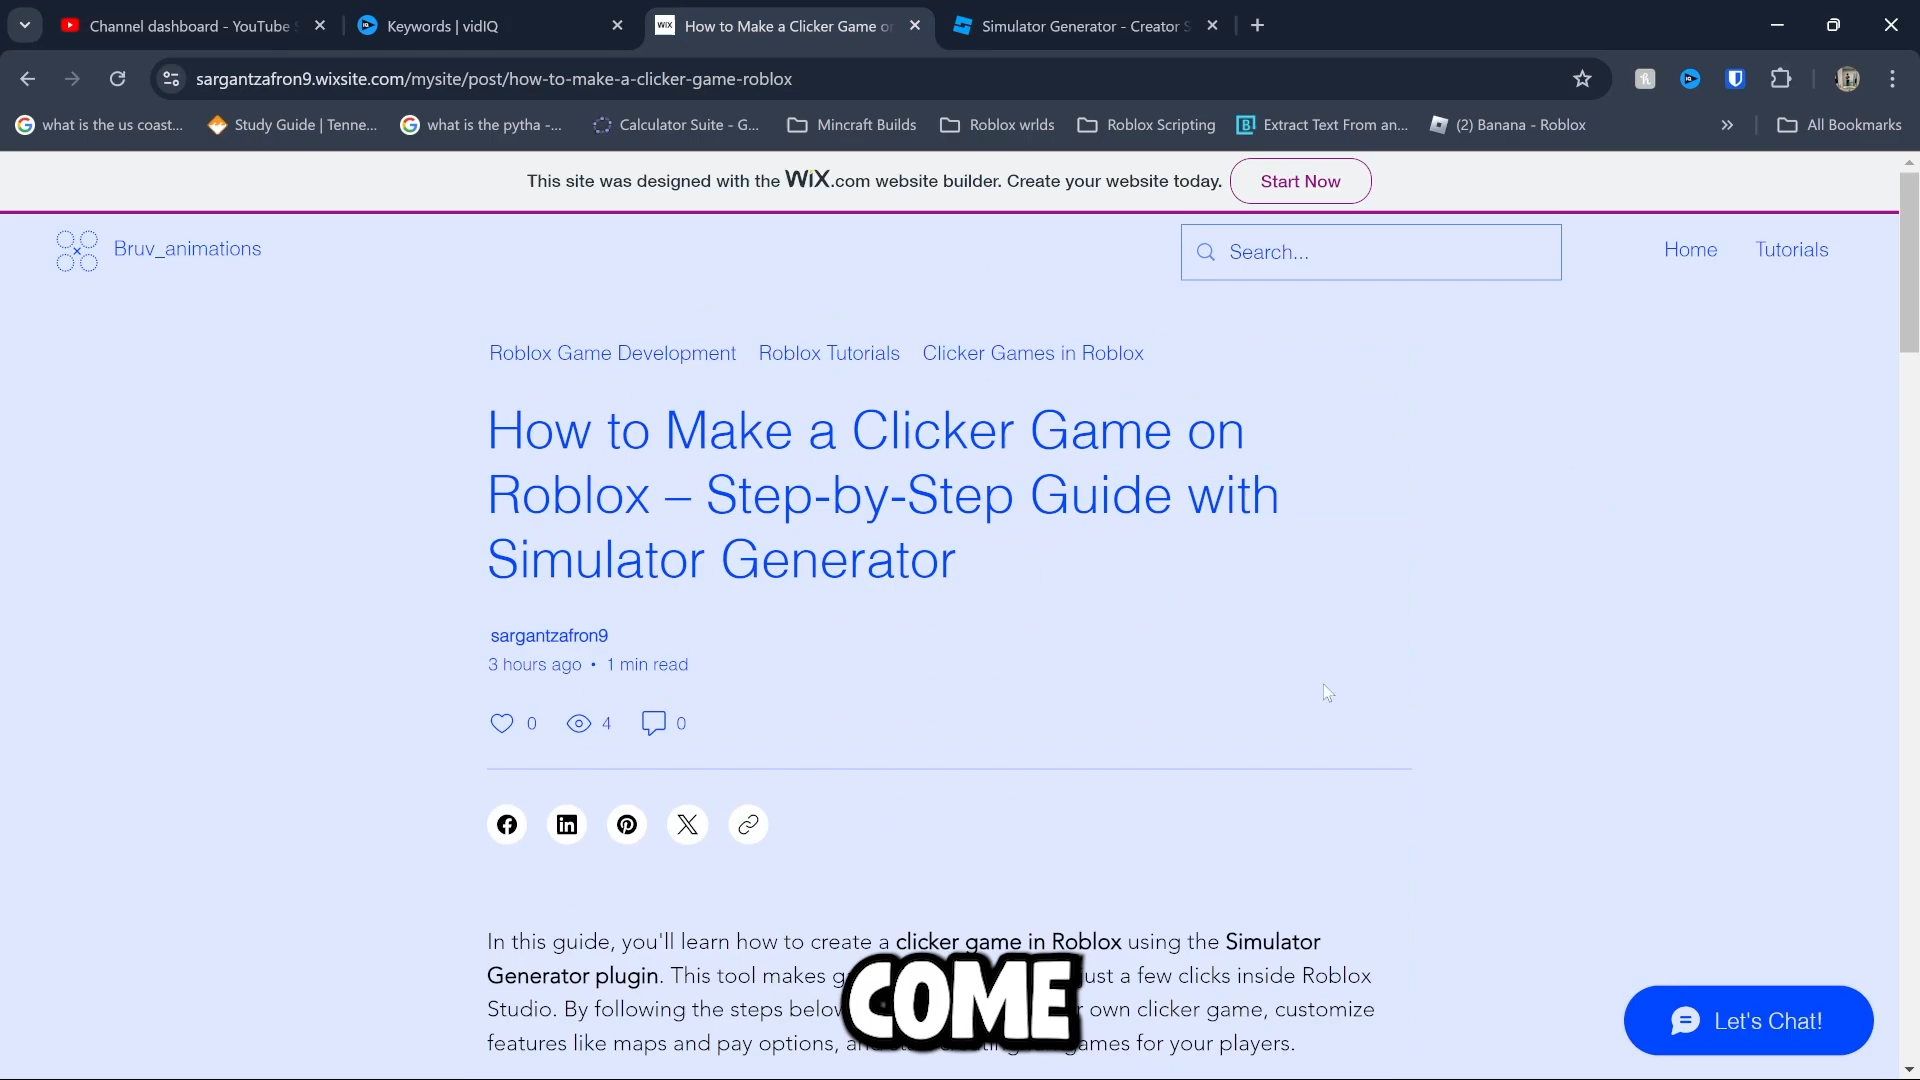 Channel dashboard - YouTube
Keywords | vidIQ
WiX
How to Make a Clicker Game o
Simulator Generator - Creator S
sargantzafron9.wixsite.com/mysite/post/how-to-make-a-clicker-game-roblox
what is the us coast...
Study Guide | Tenne...
what is the pytha -...
Calculator Suite - G...
Mincraft Builds
Roblox wrlds
Roblox Scripting
Extract Text From an...
(2) Banana - Roblox
All Bookmarks
This site was designed with the WiX.com website builder. Create your website today.
Start Now
Bruv_animations
Search...
Home
Tutorials
Roblox Game Development
Roblox Tutorials
Clicker Games in Roblox
How to Make a Clicker Game on
Roblox – Step-by-Step Guide with
Simulator Generator
sargantzafron9
3 hours ago • 1 min read
0
4
0
In this guide, you'll learn how to create a clicker game in Roblox using the Simulator
Generator plugin. This tool makes just a few clicks inside Roblox
Studio. By following the steps below own clicker game, customize
features like maps and pay options, games for your players.
COME
Let's Chat!